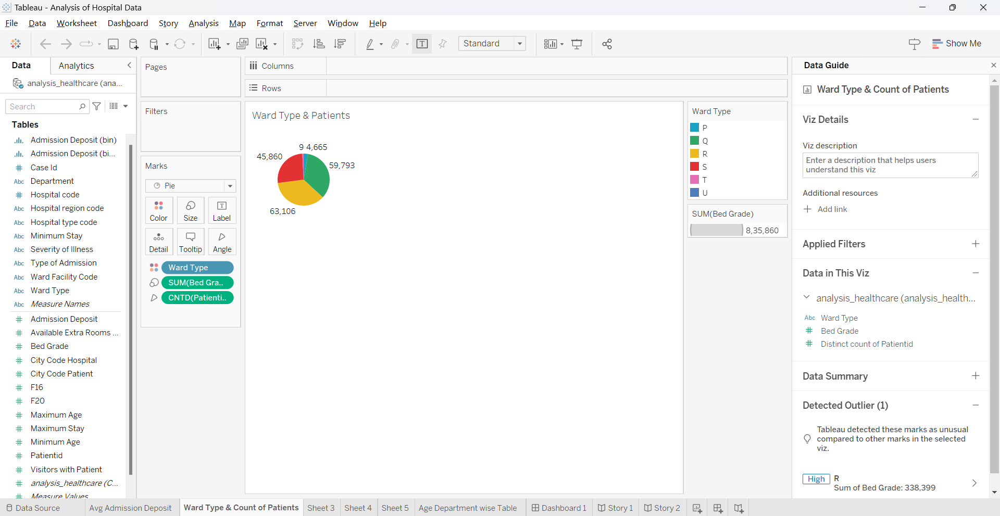 Tableau - Analysis of Hospital Data
File Data Worksheet Dashboard Story Analysis Map Format Server Window Help
Standard
Show Me
Data Analytics
analysis_healthcare (ana...
Search
Tables
Admission Deposit (bin)
Admission Deposit (bi...
# Case Id
Abc Department
# Hospital code
Abc Hospital region code
Abc Hospital type code
Abc Minimum Stay
Abc Severity of Illness
Abc Type of Admission
Abc Ward Facility Code
Abc Ward Type
Abc Measure Names
# Admission Deposit
# Available Extra Rooms ...
# Bed Grade
# City Code Hospital
# City Code Patient
# F16
# F20
# Maximum Age
# Maximum Stay
# Minimum Age
# Patientid
# Visitors with Patient
# analysis_healthcare (C...
# Measure Values
Pages
Filters
Marks
Pie
Color Size Label
Detail Tooltip Angle
Ward Type
SUM(Bed Gra..
CNTD(Patienti..
Columns
Rows
Ward Type & Patients
9 4,665
45,860
59,793
63,106
Ward Type
P
Q
R
S
T
U
SUM(Bed Grade)
8,35,860
Data Guide
Ward Type & Count of Patients
Viz Details
Viz description
Enter a description that helps users
understand this viz
Additional resources
Add link
Applied Filters
Data in This Viz
analysis_healthcare (analysis_health...
Abc Ward Type
# Bed Grade
# Distinct count of Patientid
Data Summary
Detected Outlier (1)
Tableau detected these marks as unusual
compared to other marks in the selected
viz.
High R
Sum of Bed Grade: 338,399
Data Source Avg Admission Deposit Ward Type & Count of Patients Sheet 3 Sheet 4 Sheet 5 Age Department wise Table Dashboard 1 Story 1 Story 2